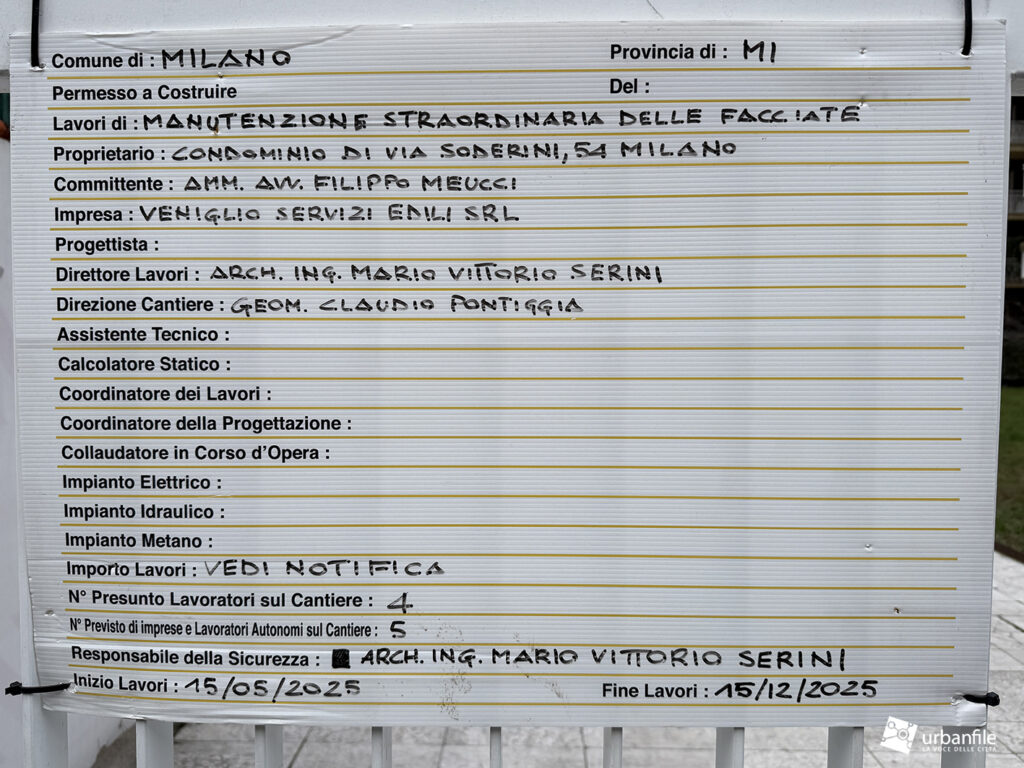 Comune di : MILANO Provincia di : MI
Permesso a Costruire Del :
Lavori di : MANUTENZIONE STRAORDINARIA DELLE FACCIATE
Proprietario : CONDOMINIO DI VIA SODERINI, 54 MILANO
Committente : AMM. AVV. FILIPPO MEUCCI
Impresa : VENIGLIO SERVIZI EDILI SRL
Progettista :
Direttore Lavori : ARCH. ING. MARIO VITTORIO SERINI
Direzione Cantiere : GEOM. CLAUDIO PONTIGGIA
Assistente Tecnico :
Calcolatore Statico :
Coordinatore dei Lavori :
Coordinatore della Progettazione :
Collaudatore in Corso d'Opera :
Impianto Elettrico :
Impianto Idraulico :
Impianto Metano :
Importo Lavori : VEDI NOTIFICA
N° Presunto Lavoratori sul Cantiere : 4
N° Previsto di imprese e Lavoratori Autonomi sul Cantiere : 5
Responsabile della Sicurezza : ARCH. ING. MARIO VITTORIO SERINI
Inizio Lavori : 15/05/2025 Fine Lavori : 15/12/2025
urbanfile
LA VOCE DELLE CITTÀ